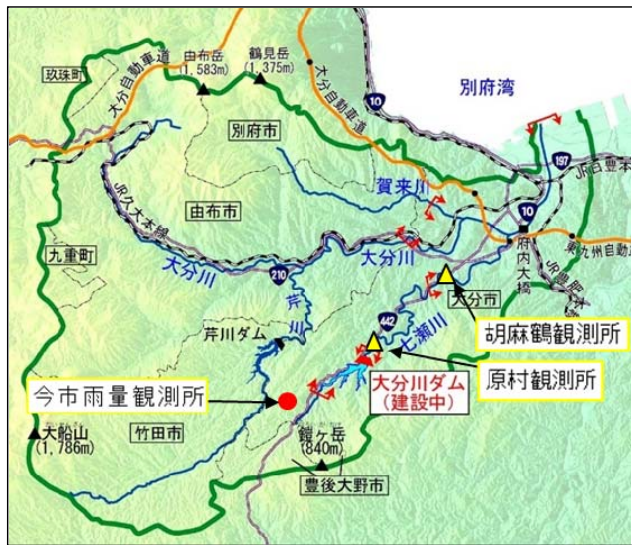 玖珠町
大分自動車道
由布岳
(1,583m)
鶴見岳
(1,375m)
大分自動車道
10
別府湾
別府市
賀来川
197
JR日豊本
10
由布市
JR久大本線
大分川
210
大分川
府内大橋
東九州自動
JR豊肥本
九重町
芹川
442
七瀬川
大分市
胡麻鶴観測所
芹川ダム
原村観測所
大分川ダム
(建設中)
今市雨量観測所
大船山
(1,786m)
竹田市
鎧ヶ岳
(840m)
豊後大野市